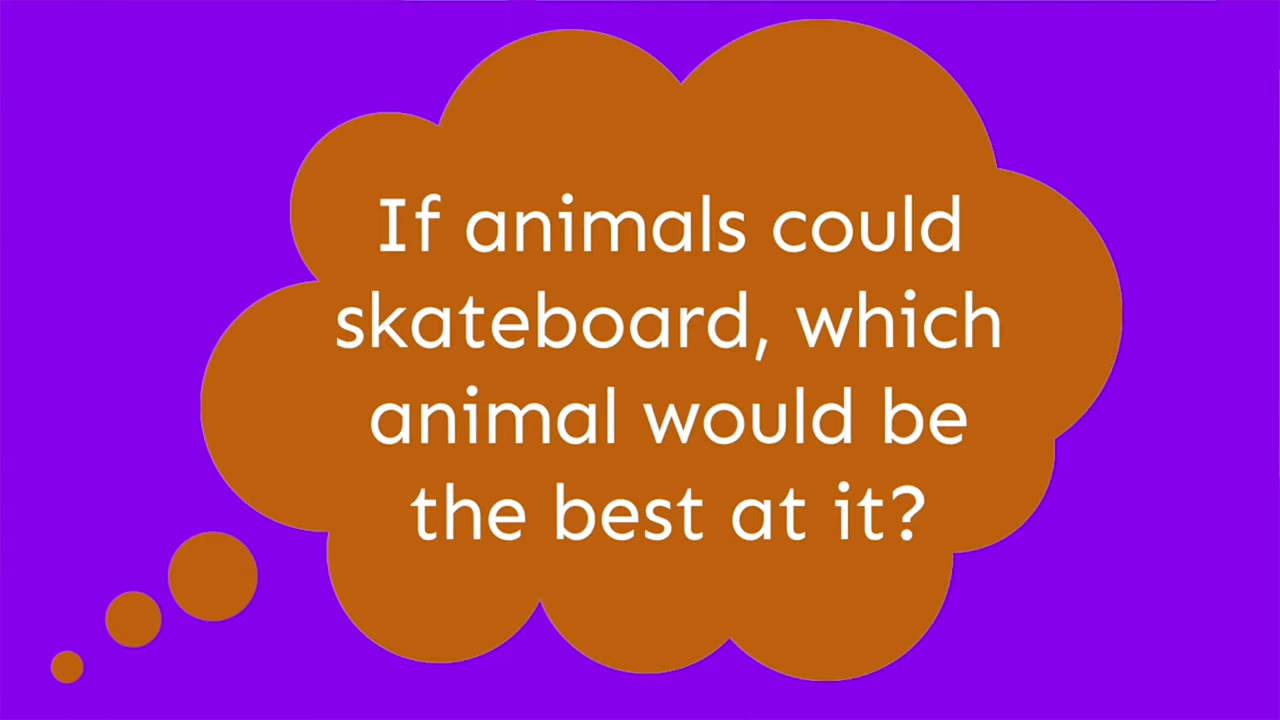 If animals could
skateboard, which
animal would be
the best at it?